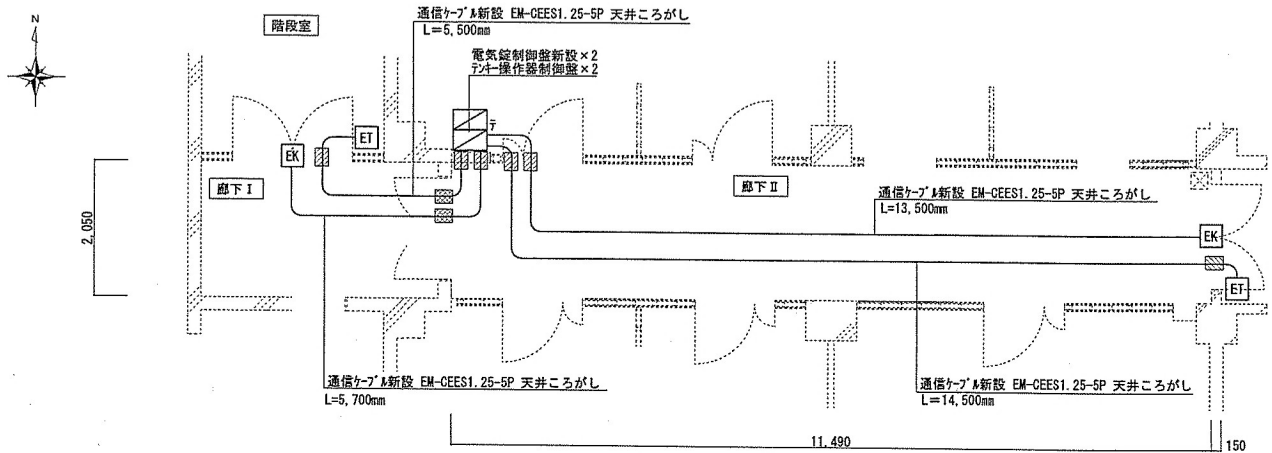 通信ケーブル新設 EM-CEES1.25-5P 天井ころがし
L=5,500mm
N
階段室
電気錠制御盤新設×2
テンキー操作器制御盤×2
テ
ET
EK
廊下Ⅰ
廊下Ⅱ
通信ケーブル新設 EM-CEES1.25-5P 天井ころがし
L=13,500mm
2,050
EK
ET
通信ケーブル新設 EM-CEES1.25-5P 天井ころがし
L=5,700mm
通信ケーブル新設 EM-CEES1.25-5P 天井ころがし
L=14,500mm
11,490
150